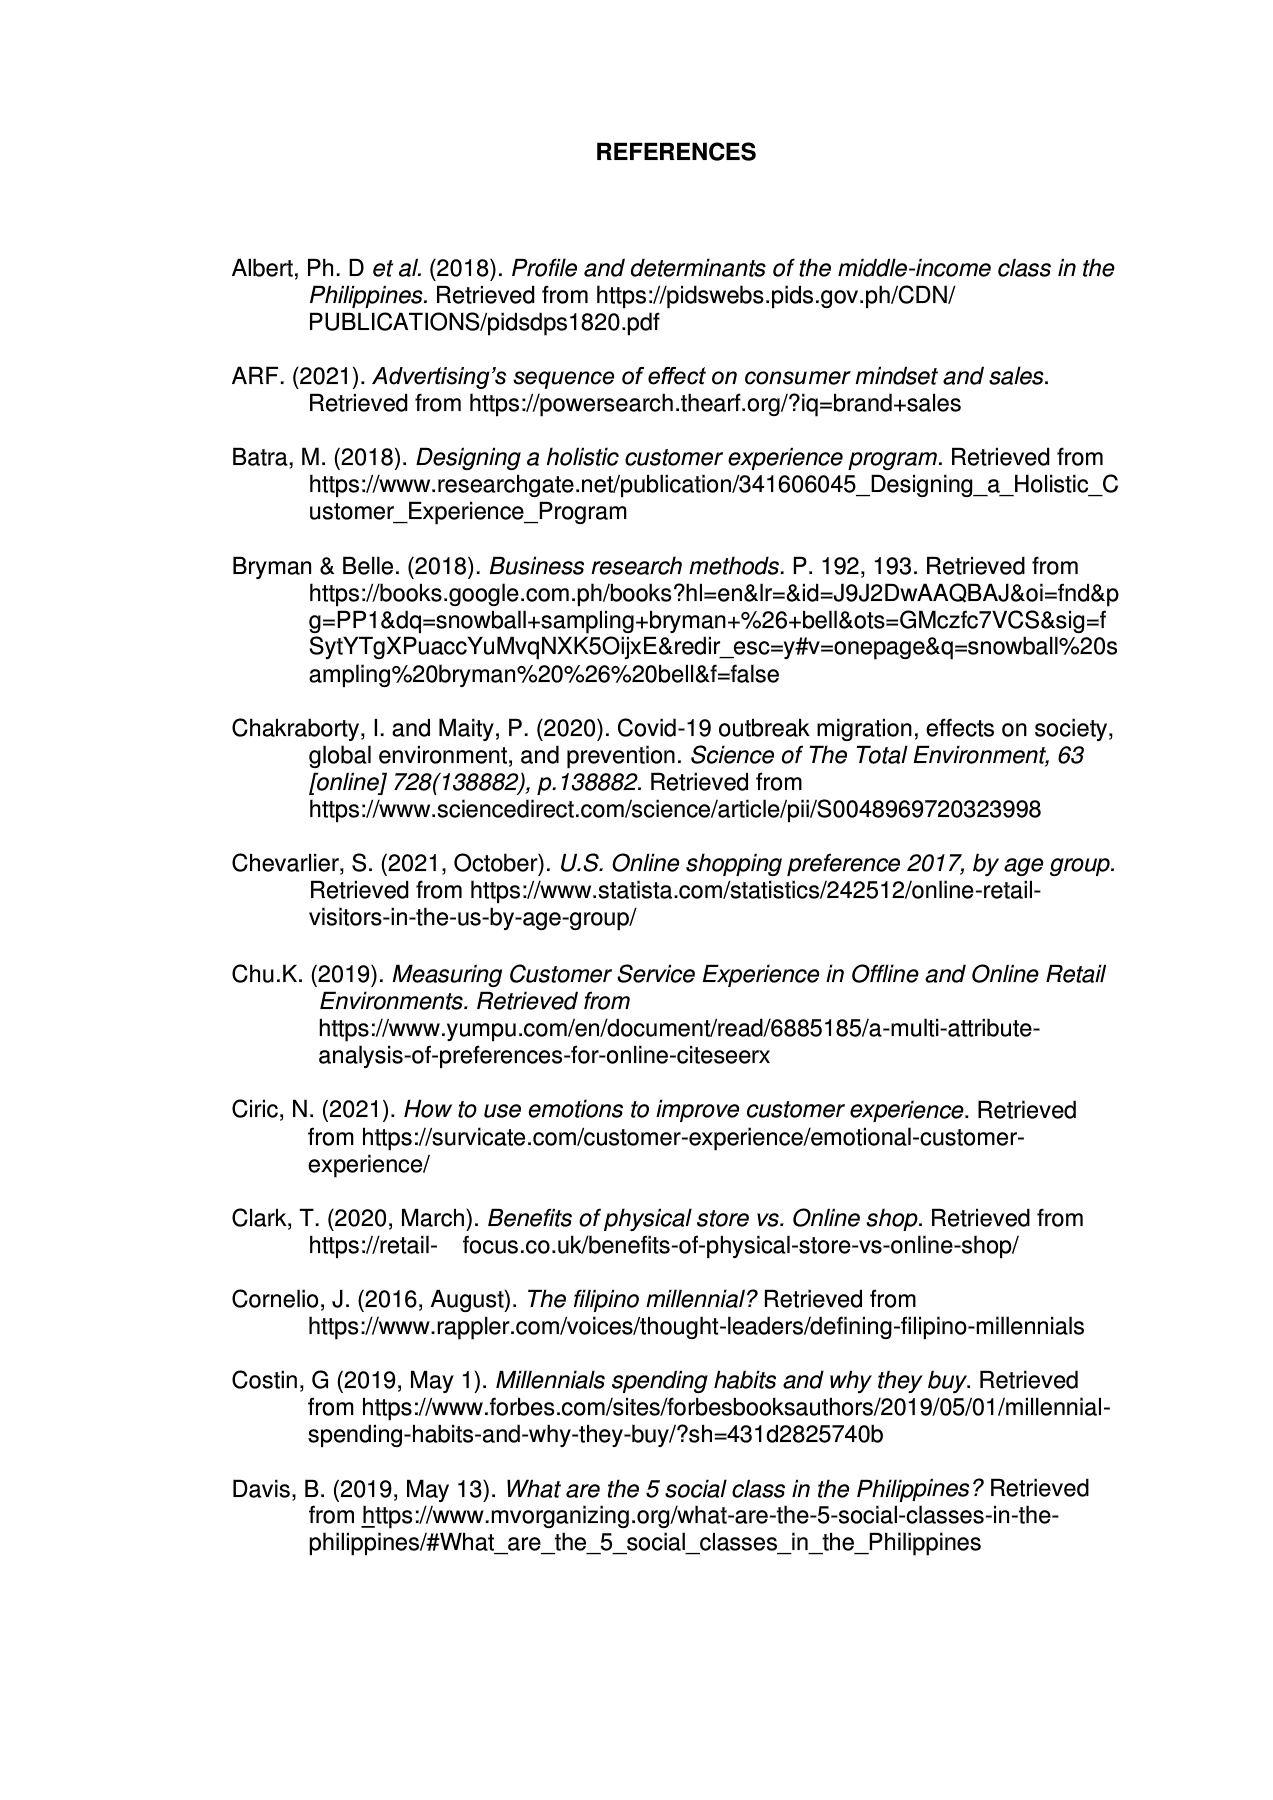 REFERENCES
Albert, Ph. D et al. (2018). Profile and determinants of the middle-income class in the
Philippines. Retrieved from https://pidswebs.pids.gov.ph/CDN/
PUBLICATIONS/pidsdps1820.pdf
ARF. (2021). Advertising’s sequence of effect on consumer mindset and sales.
Retrieved from https://powersearch.thearf.org/?iq=brand+sales
Batra, M. (2018). Designing a holistic customer experience program. Retrieved from
https://www.researchgate.net/publication/341606045_Designing_a_Holistic_C
ustomer_Experience_Program
Bryman & Belle. (2018). Business research methods. P. 192, 193. Retrieved from
https://books.google.com.ph/books?hl=en&lr=&id=J9J2DwAAQBAJ&oi=fnd&p
g=PP1&dq=snowball+sampling+bryman+%26+bell&ots=GMczfc7VCS&sig=f
SytYTgXPuaccYuMvqNXK5OijxE&redir_esc=y#v=onepage&q=snowball%20s
ampling%20bryman%20%26%20bell&f=false
Chakraborty, I. and Maity, P. (2020). Covid-19 outbreak migration, effects on society,
global environment, and prevention. Science of The Total Environment, 63
[online] 728(138882), p.138882. Retrieved from
https://www.sciencedirect.com/science/article/pii/S0048969720323998
Chevarlier, S. (2021, October). U.S. Online shopping preference 2017, by age group.
Retrieved from https://www.statista.com/statistics/242512/online-retail-
visitors-in-the-us-by-age-group/
Chu.K. (2019). Measuring Customer Service Experience in Offline and Online Retail
Environments. Retrieved from
https://www.yumpu.com/en/document/read/6885185/a-multi-attribute-
analysis-of-preferences-for-online-citeseerx
Ciric, N. (2021). How to use emotions to improve customer experience. Retrieved
from https://survicate.com/customer-experience/emotional-customer-
experience/
Clark, T. (2020, March). Benefits of physical store vs. Online shop. Retrieved from
https://retail- focus.co.uk/benefits-of-physical-store-vs-online-shop/
Cornelio, J. (2016, August). The filipino millennial? Retrieved from
https://www.rappler.com/voices/thought-leaders/defining-filipino-millennials
Costin, G (2019, May 1). Millennials spending habits and why they buy. Retrieved
from https://www.forbes.com/sites/forbesbooksauthors/2019/05/01/millennial-
spending-habits-and-why-they-buy/?sh=431d2825740b
Davis, B. (2019, May 13). What are the 5 social class in the Philippines? Retrieved
from https://www.mvorganizing.org/what-are-the-5-social-classes-in-the-
philippines/#What_are_the_5_social_classes_in_the_Philippines